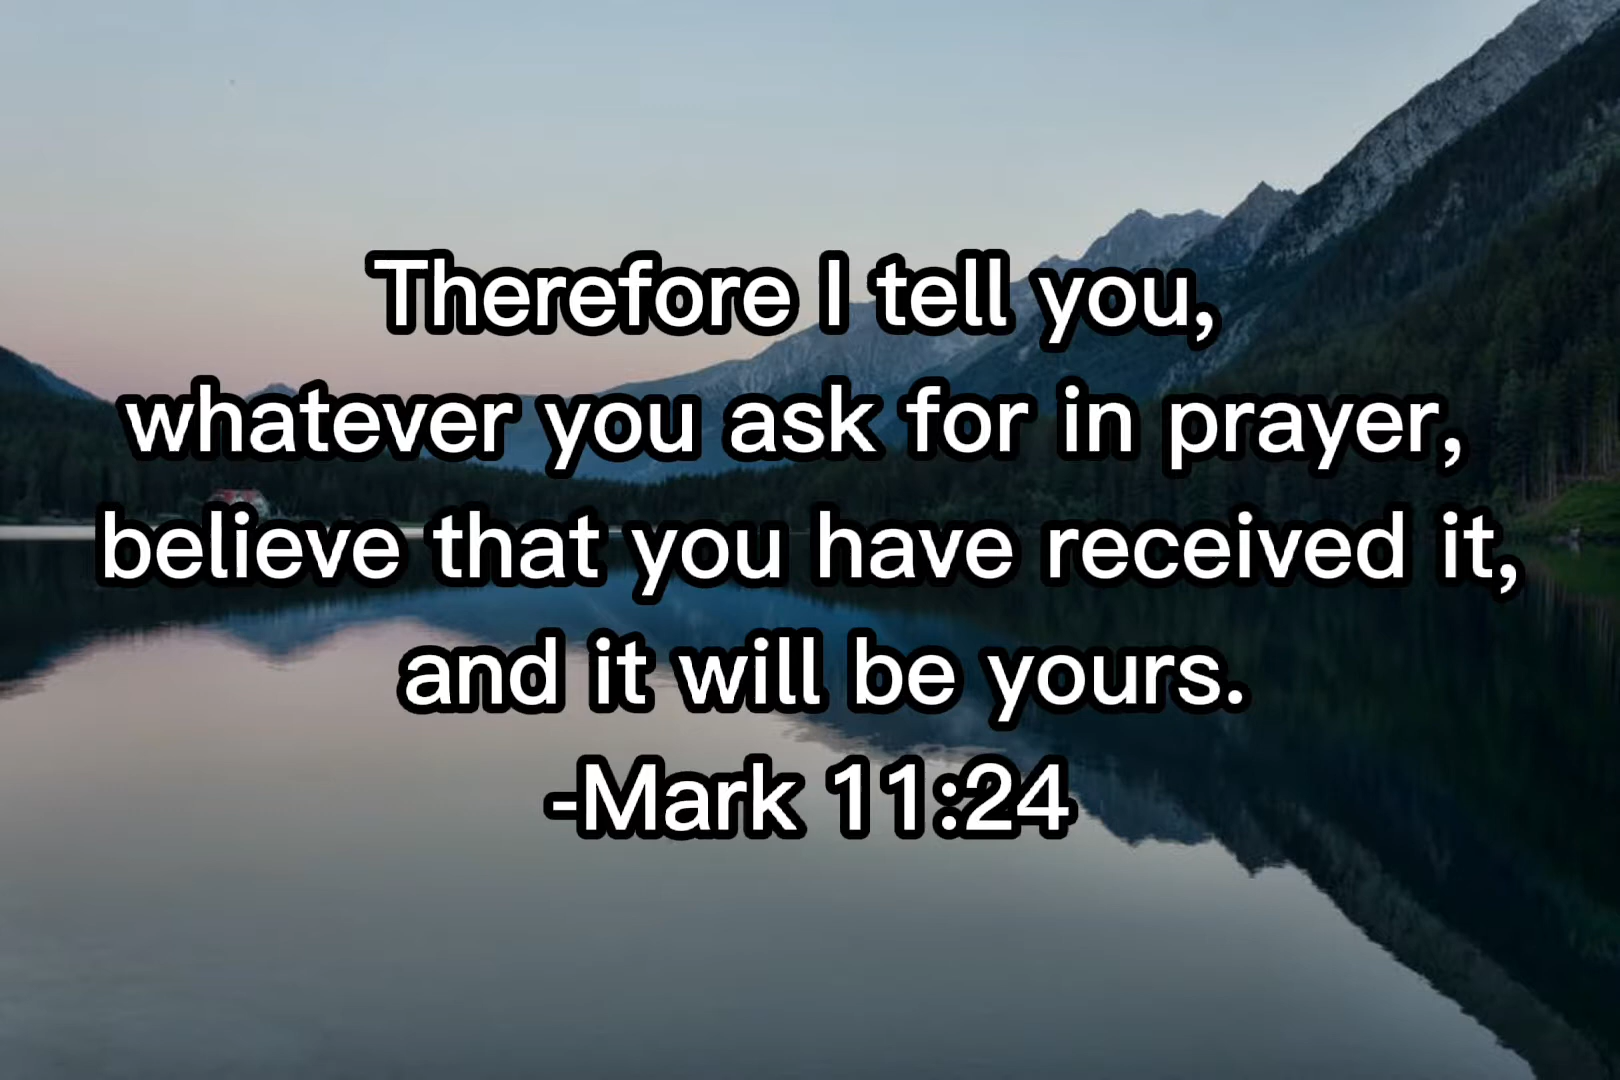 Therefore I tell you,
whatever you ask for in prayer,
believe that you have received it,
and it will be yours.
-Mark 11:24